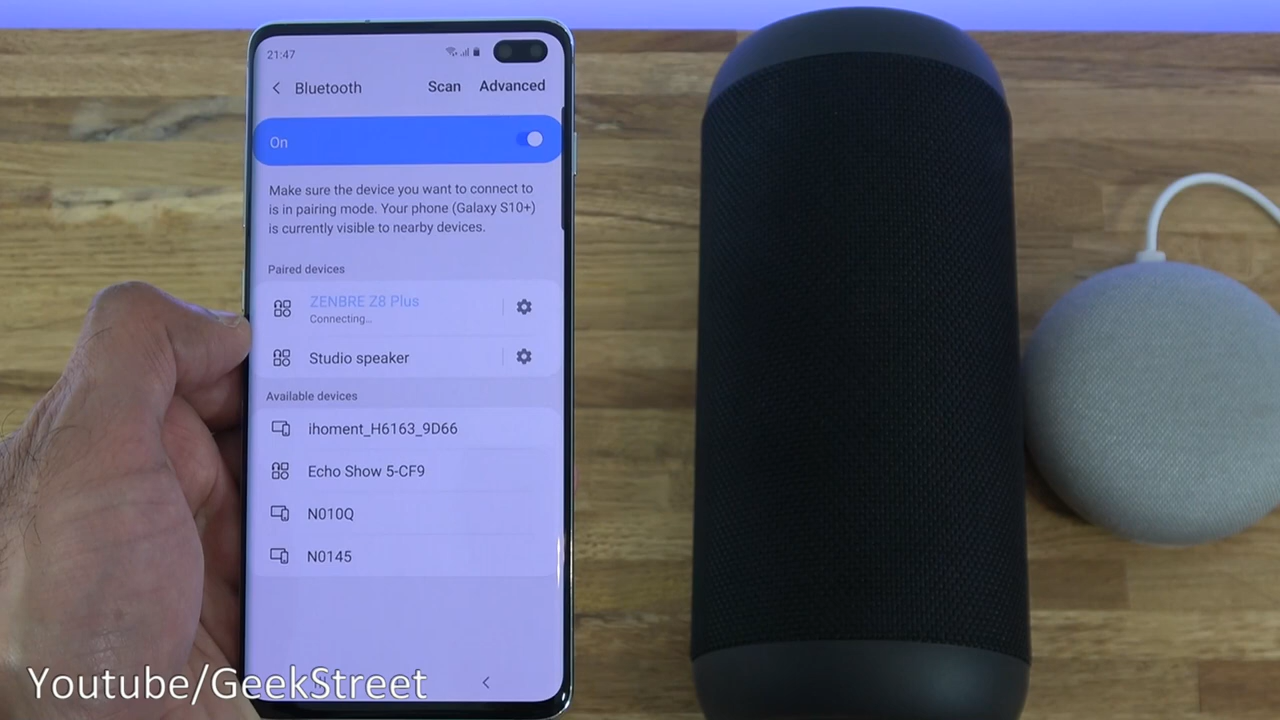 21:47
Bluetooth Scan Advanced
On
Make sure the device you want to connect to
is in pairing mode. Your phone (Galaxy S10+)
is currently visible to nearby devices.
Paired devices
ZENBRE Z8 Plus
Connecting...
Studio speaker
Available devices
ihoment_H6163_9D66
Echo Show 5-CF9
N010Q
N0145
Youtube/GeekStreet